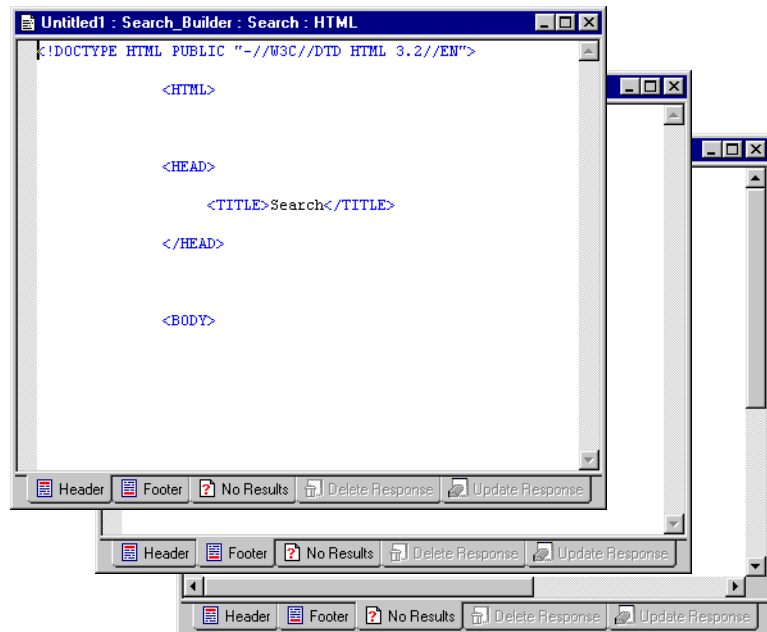 Untitled1 : Search_Builder : Search : HTML
<!DOCTYPE HTML PUBLIC "-//W3C//DTD HTML 3.2//EN">
<HTML>
<HEAD>
<TITLE>Search</TITLE>
</HEAD>
<BODY>
Header Footer No Results Delete Response Update Response
Header Footer No Results Delete Response Update Response
Header Footer No Results Delete Response Update Response